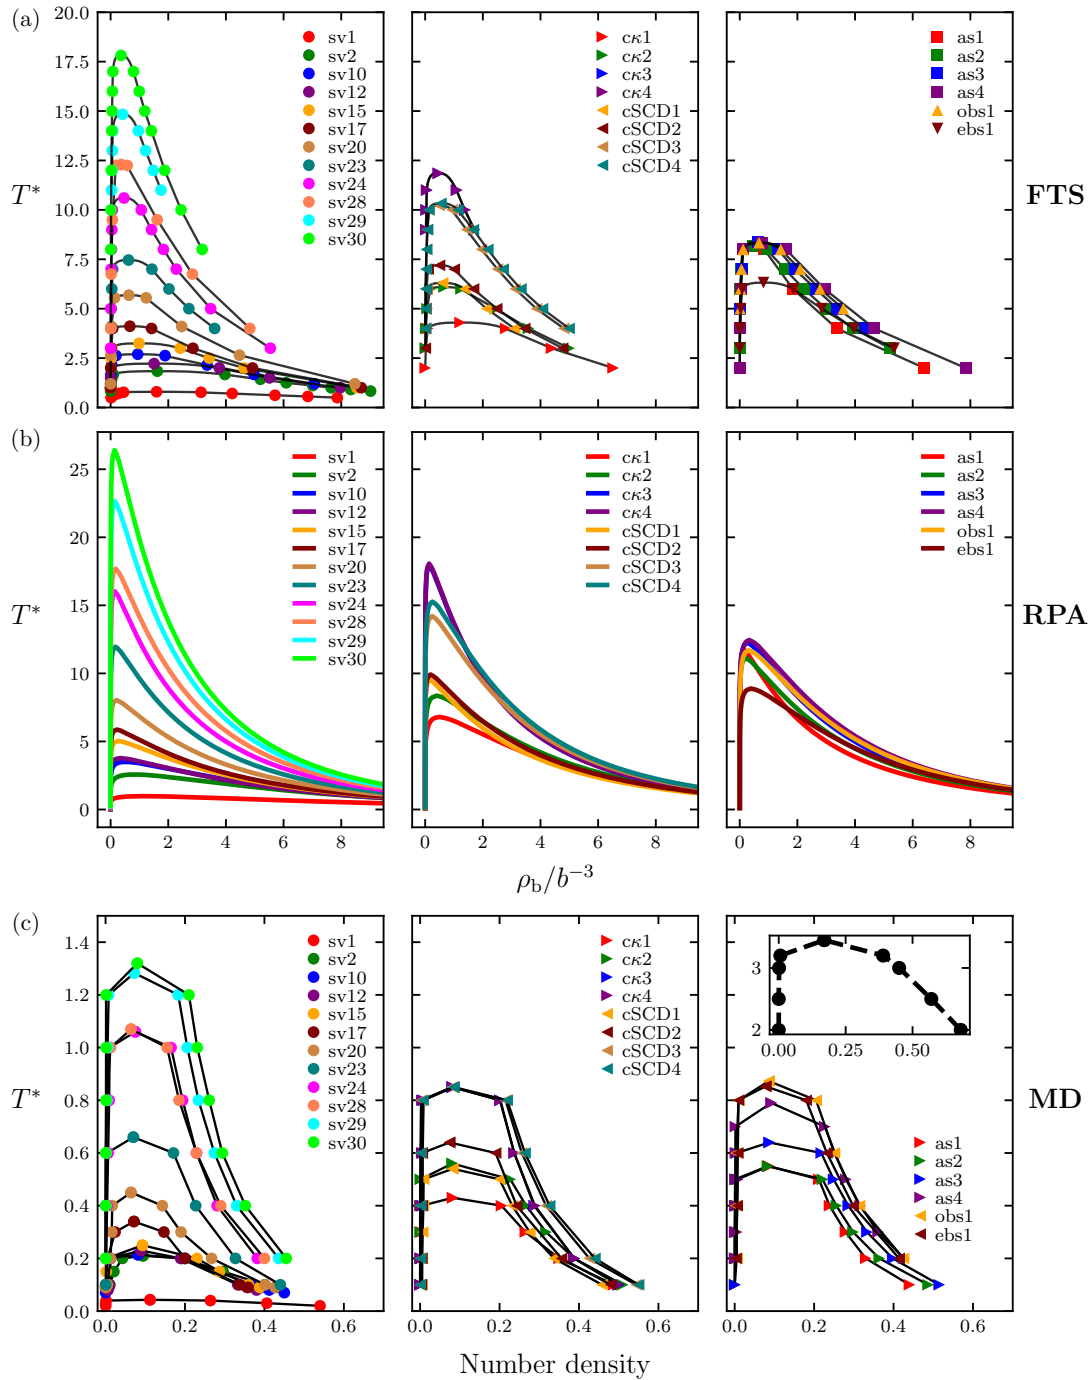 (a)
20.0
17.5
15.0
12.5
10.0
7.5
5.0
2.5
0.0
T*
sv1
sv2
sv10
sv12
sv15
sv17
sv20
sv23
sv24
sv28
sv29
sv30
cκ1
cκ2
cκ3
cκ4
cSCD1
cSCD2
cSCD3
cSCD4
as1
as2
as3
as4
obs1
ebs1
FTS
(b)
25
20
15
10
5
0
T*
sv1
sv2
sv10
sv12
sv15
sv17
sv20
sv23
sv24
sv28
sv29
sv30
cκ1
cκ2
cκ3
cκ4
cSCD1
cSCD2
cSCD3
cSCD4
as1
as2
as3
as4
obs1
ebs1
RPA
0 2 4 6 8
0 2 4 6 8
0 2 4 6 8
ρb/b−3
(c)
1.4
1.2
1.0
0.8
0.6
0.4
0.2
0.0
T*
sv1
sv2
sv10
sv12
sv15
sv17
sv20
sv23
sv24
sv28
sv29
sv30
cκ1
cκ2
cκ3
cκ4
cSCD1
cSCD2
cSCD3
cSCD4
3
2
0.00 0.25 0.50
as1
as2
as3
as4
obs1
ebs1
MD
0.0 0.2 0.4 0.6
0.0 0.2 0.4 0.6
0.0 0.2 0.4 0.6
Number density